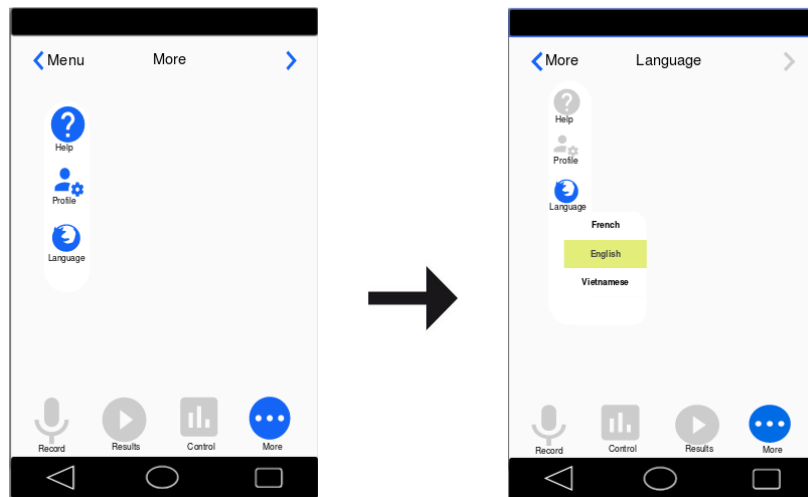 Menu
More
Help
Profile
Language
Record
Results
Control
More
More
Language
Help
Profile
Language
French
English
Vietnamese
Record
Control
Results
More